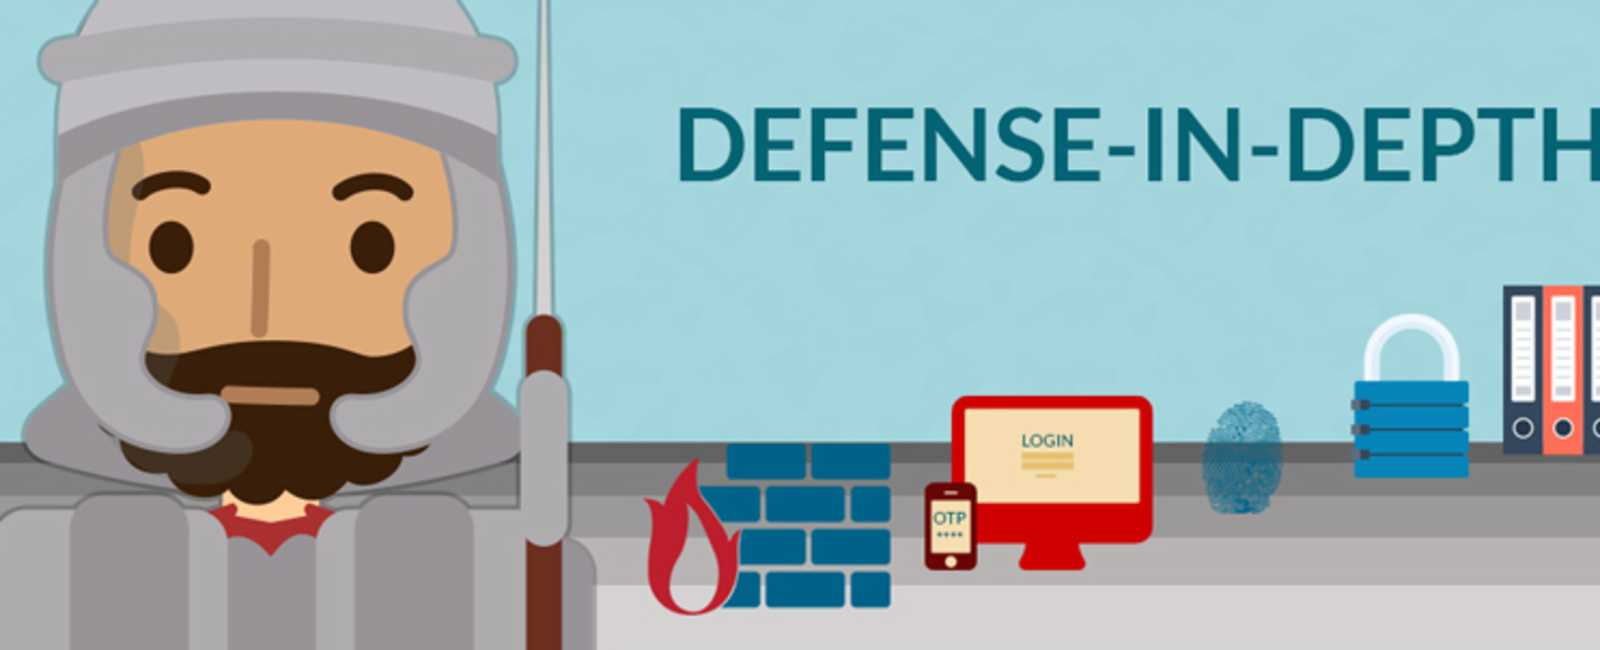 DEFENSE-IN-DEPTH
LOGIN
OTP
****